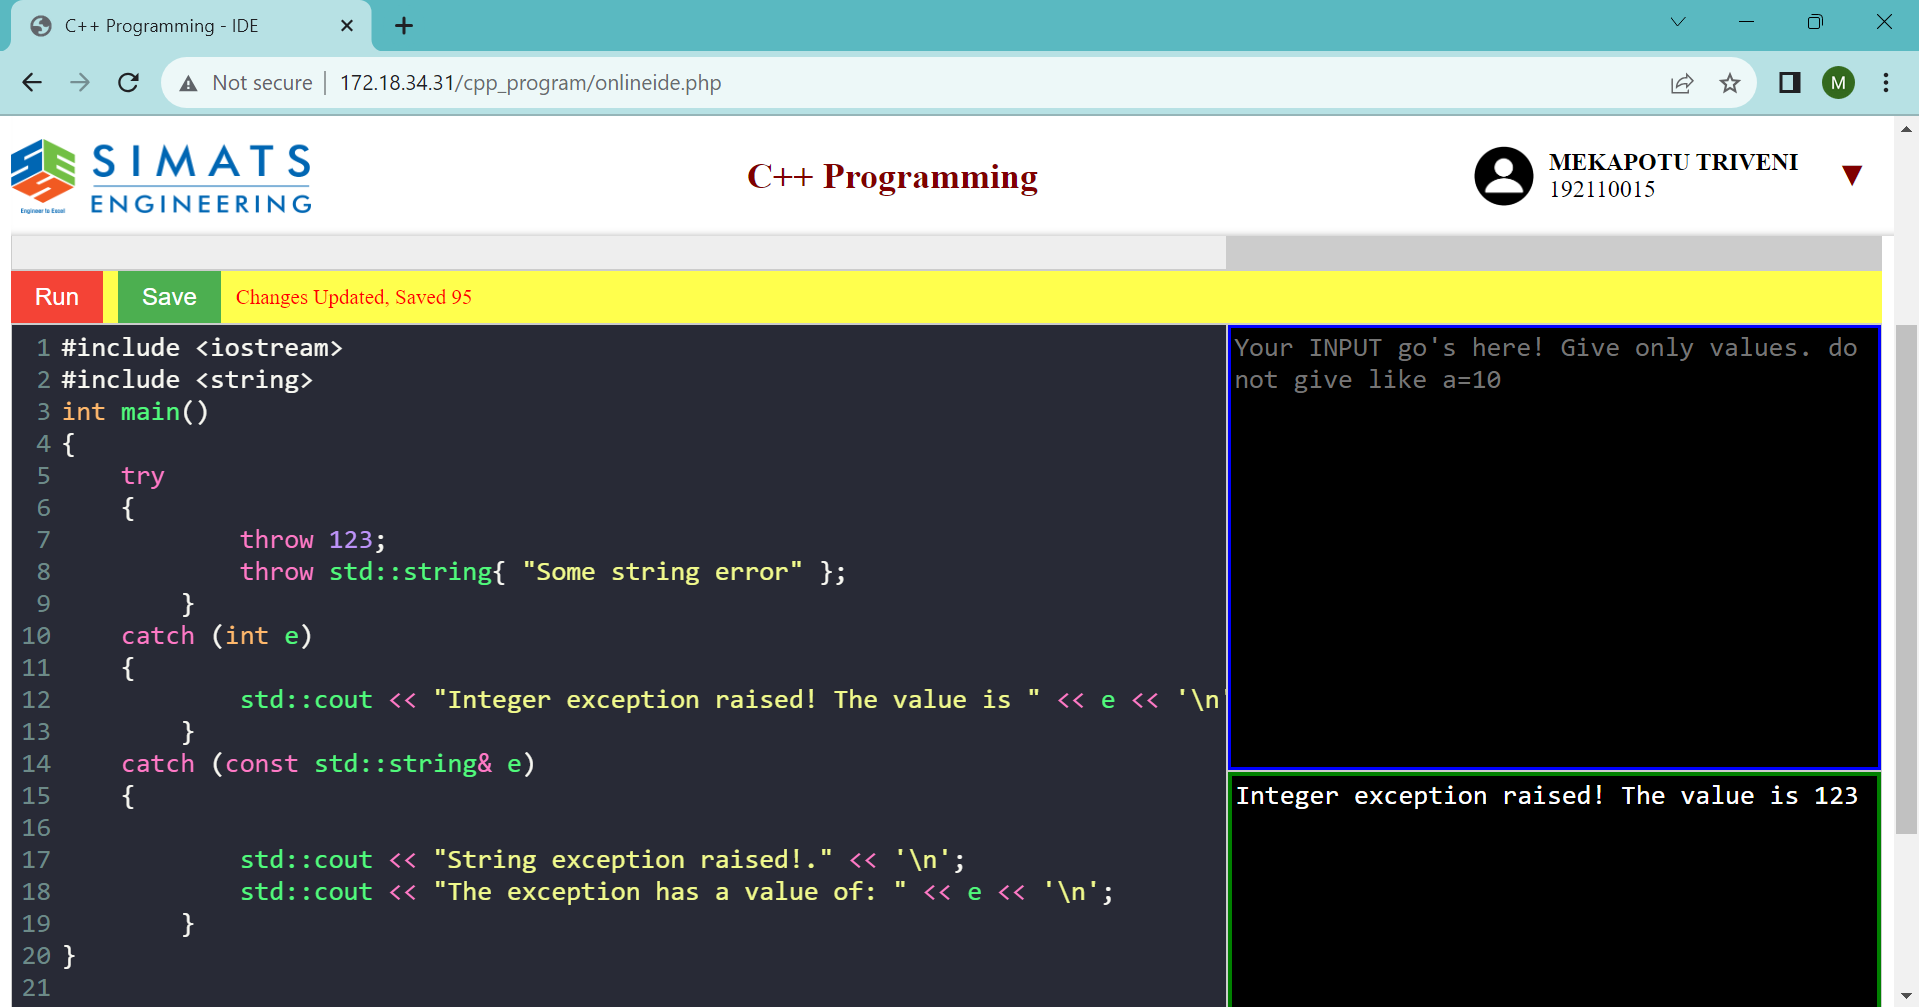 C++ Programming - IDE
Not secure | 172.18.34.31/cpp_program/onlineide.php
M
SIMATS
ENGINEERING
Engineer to Excel
C++ Programming
MEKAPOTU TRIVENI
192110015
Run
Save
Changes Updated, Saved 95
1 #include <iostream>
2 #include <string>
3 int main()
4 {
5     try
6     {
7             throw 123;
8             throw std::string{ "Some string error" };
9         }
10     catch (int e)
11     {
12             std::cout << "Integer exception raised! The value is " << e << '\n'
13         }
14     catch (const std::string& e)
15     {
16
17             std::cout << "String exception raised!." << '\n';
18             std::cout << "The exception has a value of: " << e << '\n';
19         }
20 }
21
Your INPUT go's here! Give only values. do
not give like a=10
Integer exception raised! The value is 123